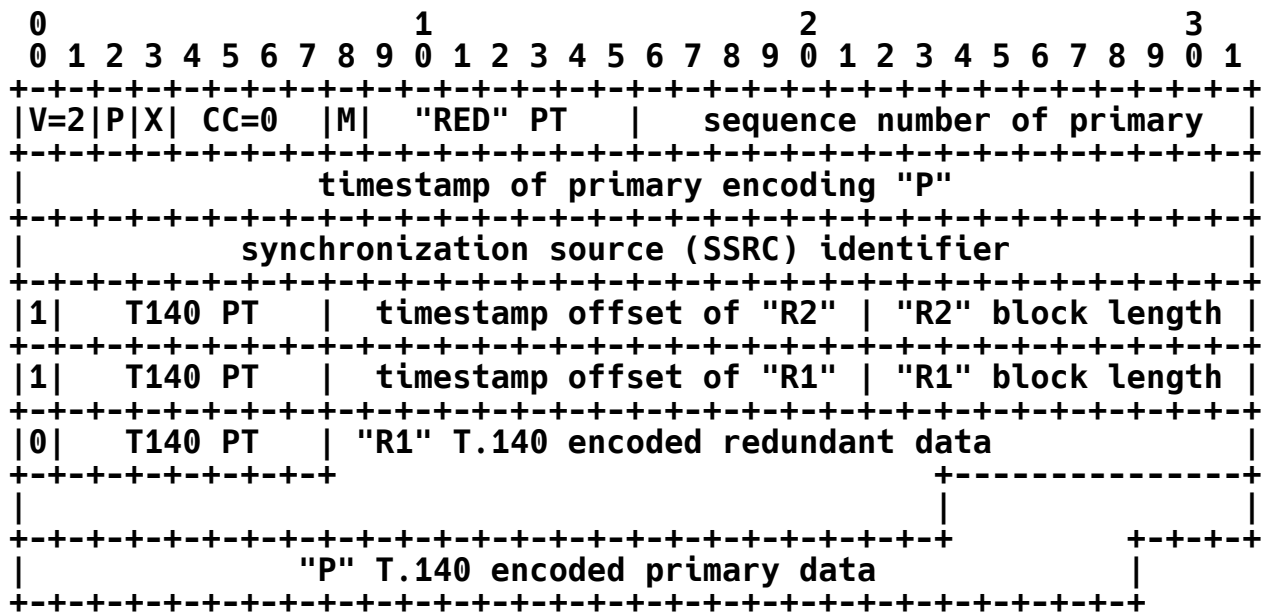 0                   1                   2                   3
 0 1 2 3 4 5 6 7 8 9 0 1 2 3 4 5 6 7 8 9 0 1 2 3 4 5 6 7 8 9 0 1
+-+-+-+-+-+-+-+-+-+-+-+-+-+-+-+-+-+-+-+-+-+-+-+-+-+-+-+-+-+-+-+-+
|V=2|P|X| CC=0  |M|  "RED" PT   |   sequence number of primary  |
+-+-+-+-+-+-+-+-+-+-+-+-+-+-+-+-+-+-+-+-+-+-+-+-+-+-+-+-+-+-+-+-+
|               timestamp of primary encoding "P"               |
+-+-+-+-+-+-+-+-+-+-+-+-+-+-+-+-+-+-+-+-+-+-+-+-+-+-+-+-+-+-+-+-+
|           synchronization source (SSRC) identifier            |
+-+-+-+-+-+-+-+-+-+-+-+-+-+-+-+-+-+-+-+-+-+-+-+-+-+-+-+-+-+-+-+-+
|1|   T140 PT   |  timestamp offset of "R2" | "R2" block length |
+-+-+-+-+-+-+-+-+-+-+-+-+-+-+-+-+-+-+-+-+-+-+-+-+-+-+-+-+-+-+-+-+
|1|   T140 PT   |  timestamp offset of "R1" | "R1" block length |
+-+-+-+-+-+-+-+-+-+-+-+-+-+-+-+-+-+-+-+-+-+-+-+-+-+-+-+-+-+-+-+-+
|0|   T140 PT   | "R1" T.140 encoded redundant data             |
+-+-+-+-+-+-+-+-+                               +---------------+
|                                               |               |
+-+-+-+-+-+-+-+-+-+-+-+-+-+-+-+-+-+-+-+-+-+-+-+-+         +-+-+-+
|              "P" T.140 encoded primary data             |
+-+-+-+-+-+-+-+-+-+-+-+-+-+-+-+-+-+-+-+-+-+-+-+-+-+-+-+-+-+